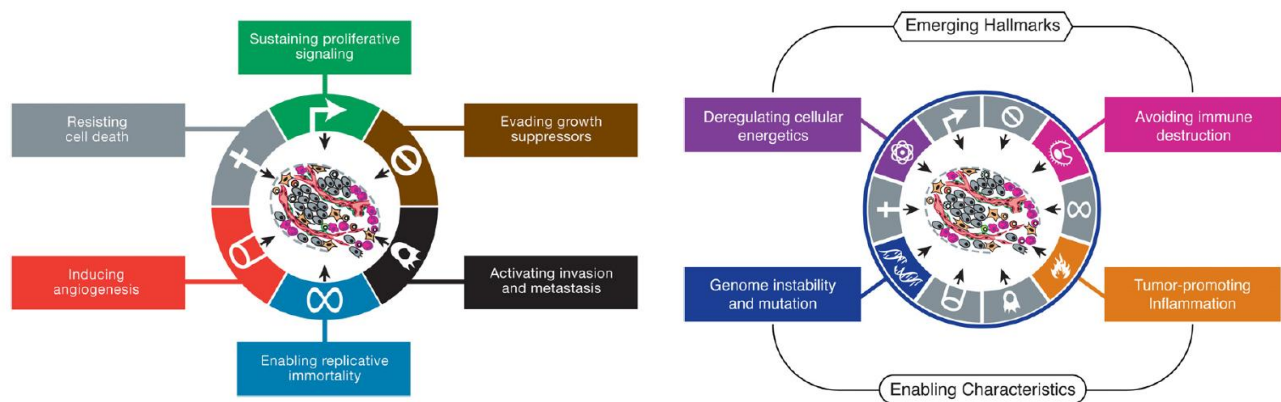 Sustaining proliferative
signaling
Resisting
cell death
Evading growth
suppressors
Inducing
angiogenesis
Activating invasion
and metastasis
Enabling replicative
immortality
Emerging Hallmarks
Deregulating cellular
energetics
Avoiding immune
destruction
Genome instability
and mutation
Tumor-promoting
Inflammation
Enabling Characteristics